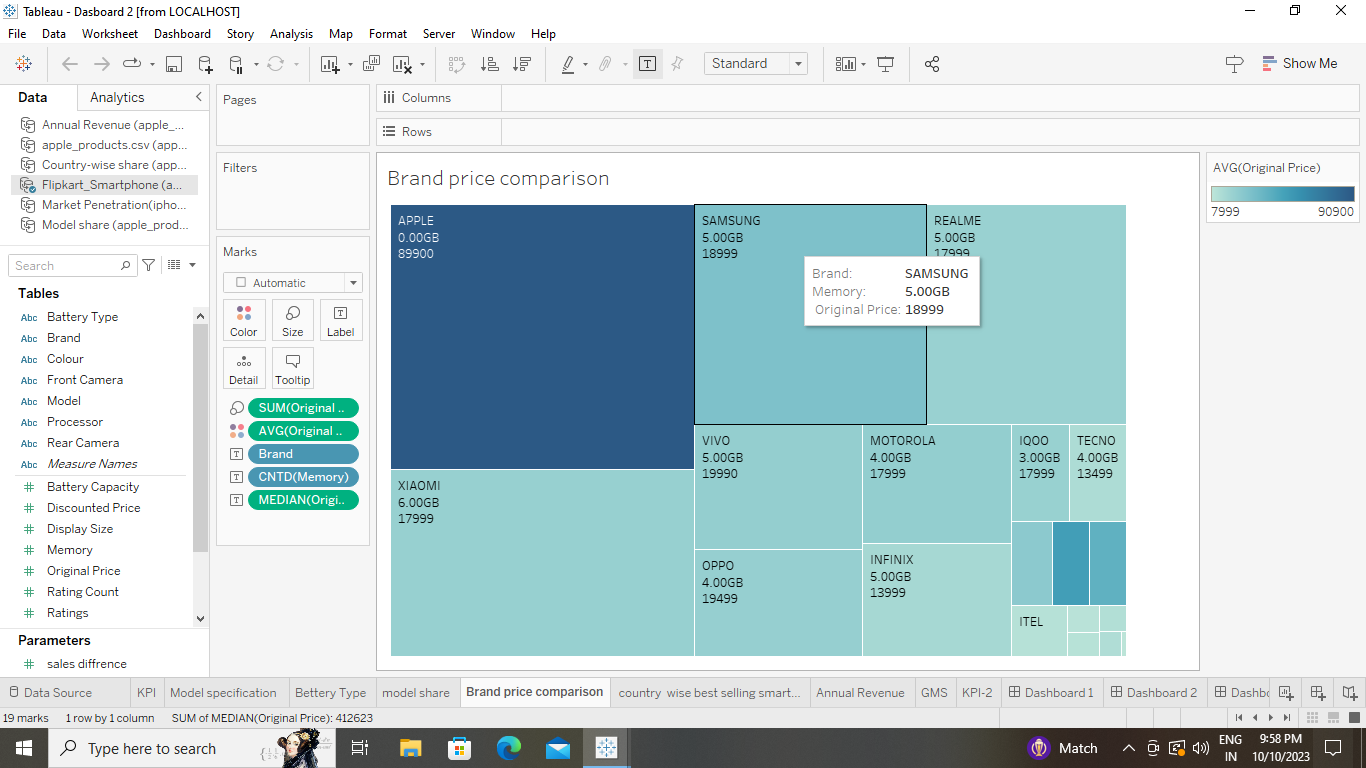 Tableau - Dasboard 2 [from LOCALHOST]
File Data Worksheet Dashboard Story Analysis Map Format Server Window Help
Standard
Show Me
Data Analytics
Annual Revenue (apple_...
apple_products.csv (app...
Country-wise share (app...
Flipkart_Smartphone (a...
Market Penetration(ipho...
Model share (apple_prod...
Search
Tables
Abc Battery Type
Abc Brand
Abc Colour
Abc Front Camera
Abc Model
Abc Processor
Abc Rear Camera
Abc Measure Names
# Battery Capacity
# Discounted Price
# Display Size
# Memory
# Original Price
# Rating Count
# Ratings
Parameters
# sales diffrence
Pages
Filters
Marks
Automatic
Color Size Label
Detail Tooltip
SUM(Original ..
AVG(Original ..
Brand
CNTD(Memory)
MEDIAN(Origi..
Columns
Rows
Brand price comparison
APPLE
0.00GB
89900
SAMSUNG
5.00GB
18999
REALME
5.00GB
17999
Brand: SAMSUNG
Memory: 5.00GB
Original Price: 18999
XIAOMI
6.00GB
17999
VIVO
5.00GB
19990
MOTOROLA
4.00GB
17999
IQOO
3.00GB
17999
TECNO
4.00GB
13499
OPPO
4.00GB
19499
INFINIX
5.00GB
13999
ITEL
AVG(Original Price)
7999 90900
Data Source KPI Model specification Bettery Type model share Brand price comparison country wise best selling smart... Annual Revenue GMS KPI-2 Dashboard 1 Dashboard 2 Dashbo
19 marks 1 row by 1 column SUM of MEDIAN(Original Price): 412623
Type here to search
Match
ENG
IN
9:58 PM
10/10/2023